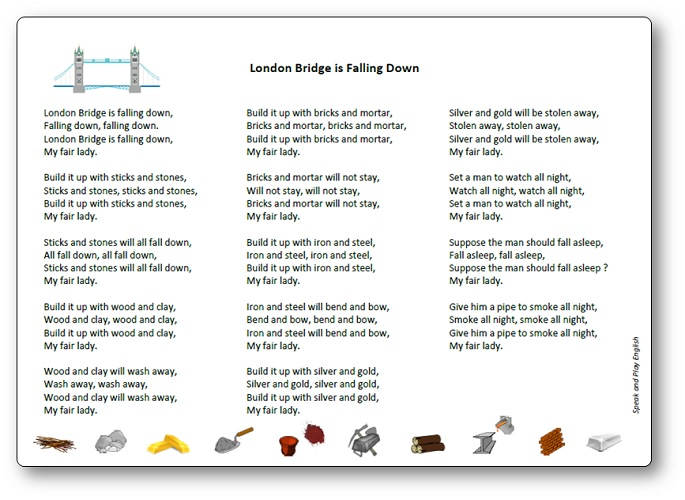 London Bridge is Falling Down
London Bridge is falling down,
Falling down, falling down.
London Bridge is falling down,
My fair lady.
Build it up with sticks and stones,
Sticks and stones, sticks and stones,
Build it up with sticks and stones,
My fair lady.
Sticks and stones will all fall down,
All fall down, all fall down,
Sticks and stones will all fall down,
My fair lady.
Build it up with wood and clay,
Wood and clay, wood and clay,
Build it up with wood and clay,
My fair lady.
Wood and clay will wash away,
Wash away, wash away,
Wood and clay will wash away,
My fair lady.
Build it up with bricks and mortar,
Bricks and mortar, bricks and mortar,
Build it up with bricks and mortar,
My fair lady.
Bricks and mortar will not stay,
Will not stay, will not stay,
Bricks and mortar will not stay,
My fair lady.
Build it up with iron and steel,
Iron and steel, iron and steel,
Build it up with iron and steel,
My fair lady.
Iron and steel will bend and bow,
Bend and bow, bend and bow,
Iron and steel will bend and bow,
My fair lady.
Build it up with silver and gold,
Silver and gold, silver and gold,
Build it up with silver and gold,
My fair lady.
Silver and gold will be stolen away,
Stolen away, stolen away,
Silver and gold will be stolen away,
My fair lady.
Set a man to watch all night,
Watch all night, watch all night,
Set a man to watch all night,
My fair lady.
Suppose the man should fall asleep,
Fall asleep, fall asleep,
Suppose the man should fall asleep ?
My fair lady.
Give him a pipe to smoke all night,
Smoke all night, smoke all night,
Give him a pipe to smoke all night,
My fair lady.
Speak and Play English